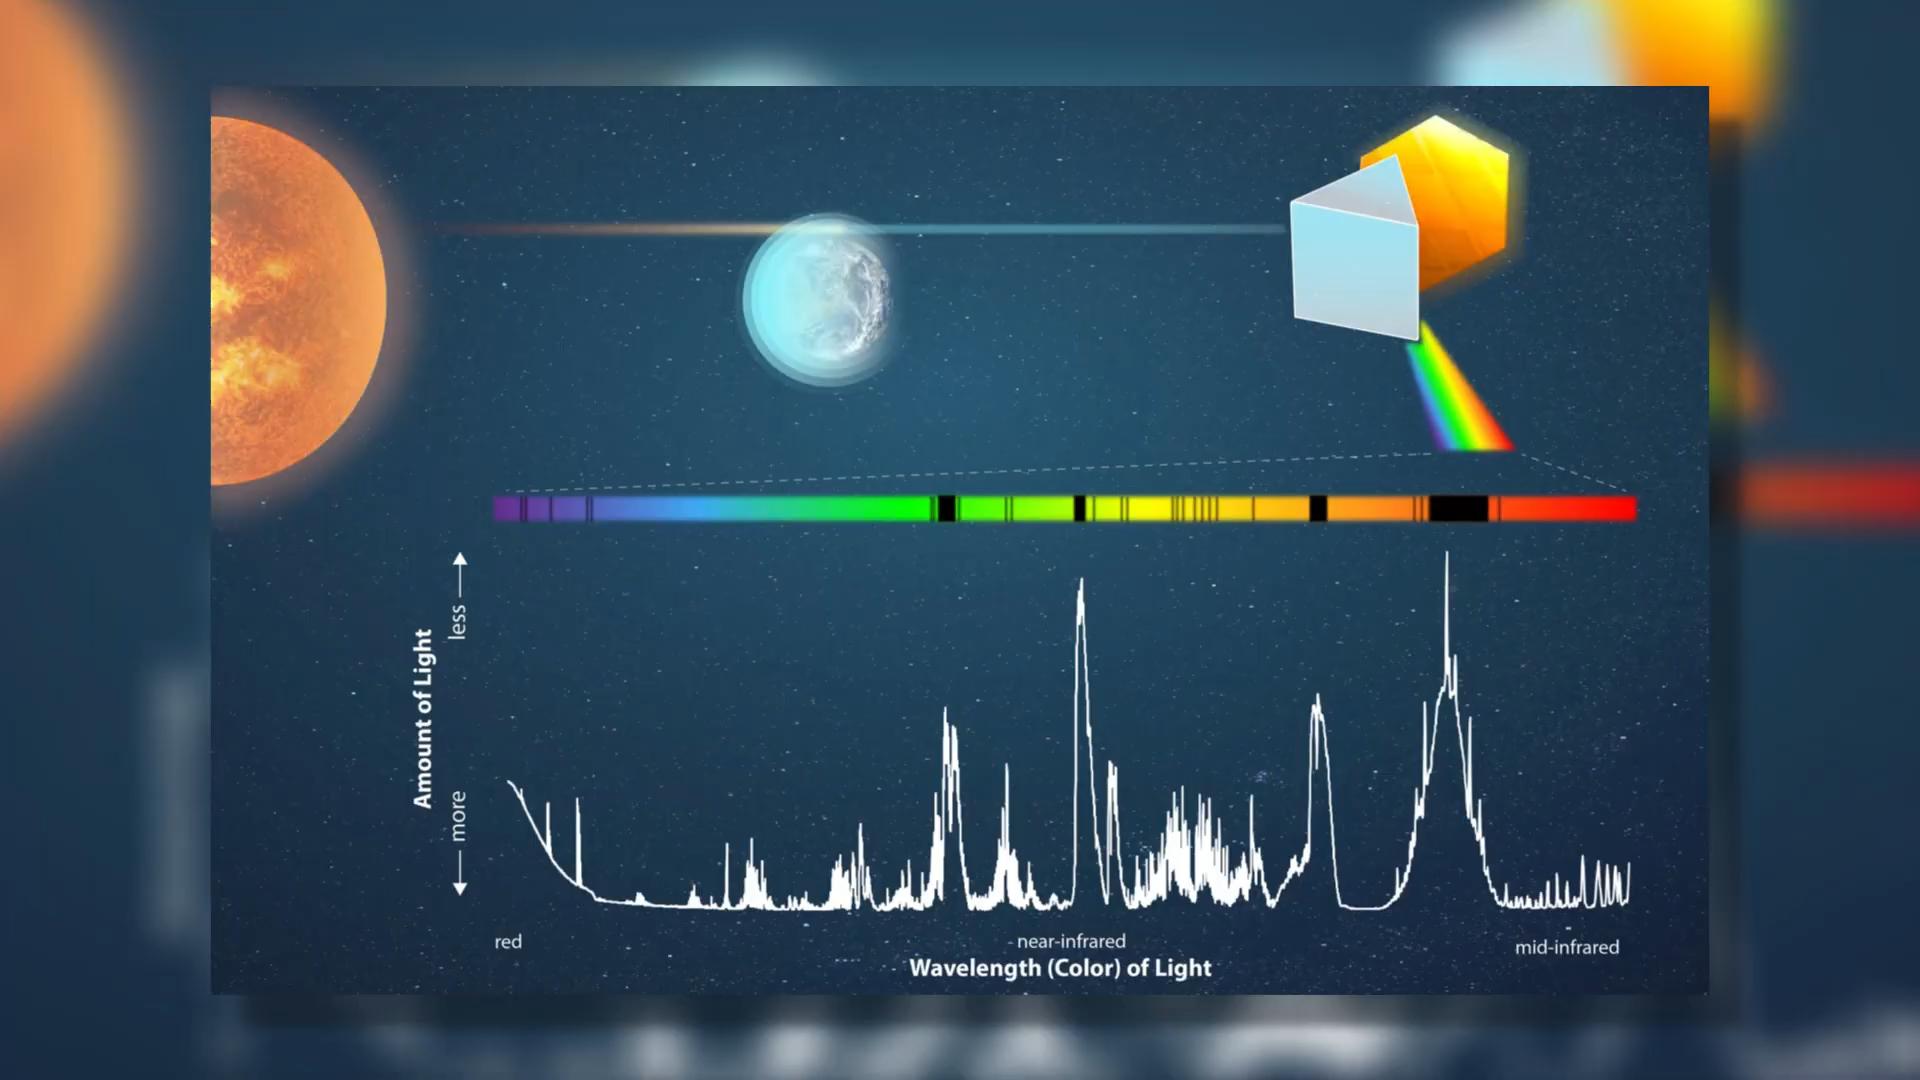 less
Amount of Light
more
red
near-infrared
mid-infrared
Wavelength (Color) of Light